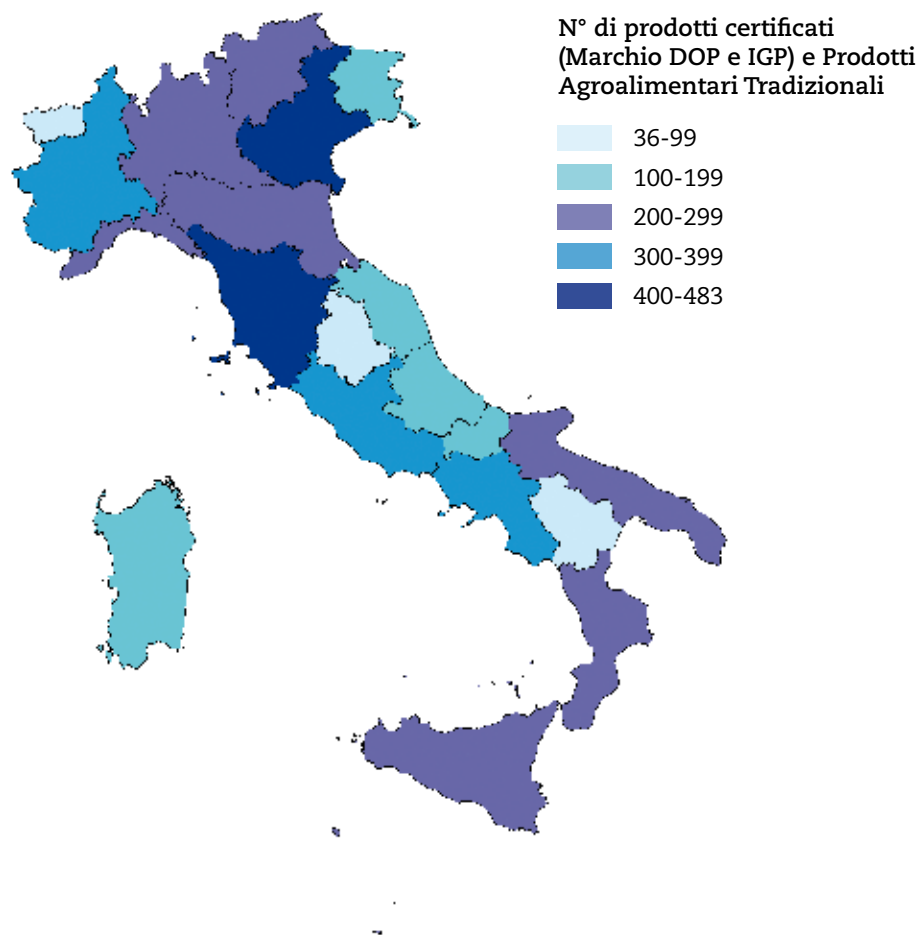 N° di prodotti certificati
(Marchio DOP e IGP) e Prodotti
Agroalimentari Tradizionali
36-99
100-199
200-299
300-399
400-483